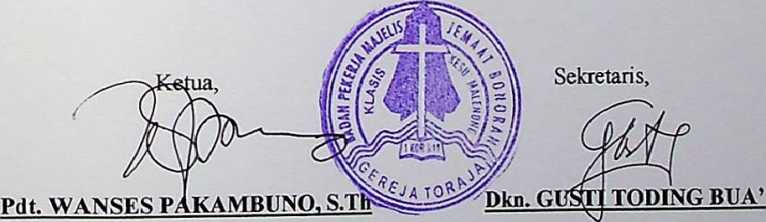 Ketua,
Sekretaris,
BADAN PEKERJA MAJELIS JEMAAT BONORAN
KLASIS KESU' MALENONG
GEREJA TORAJA
Pdt. WANSES PAKAMBUNO, S.Th
Dkn. GUSTI TODING BUA'